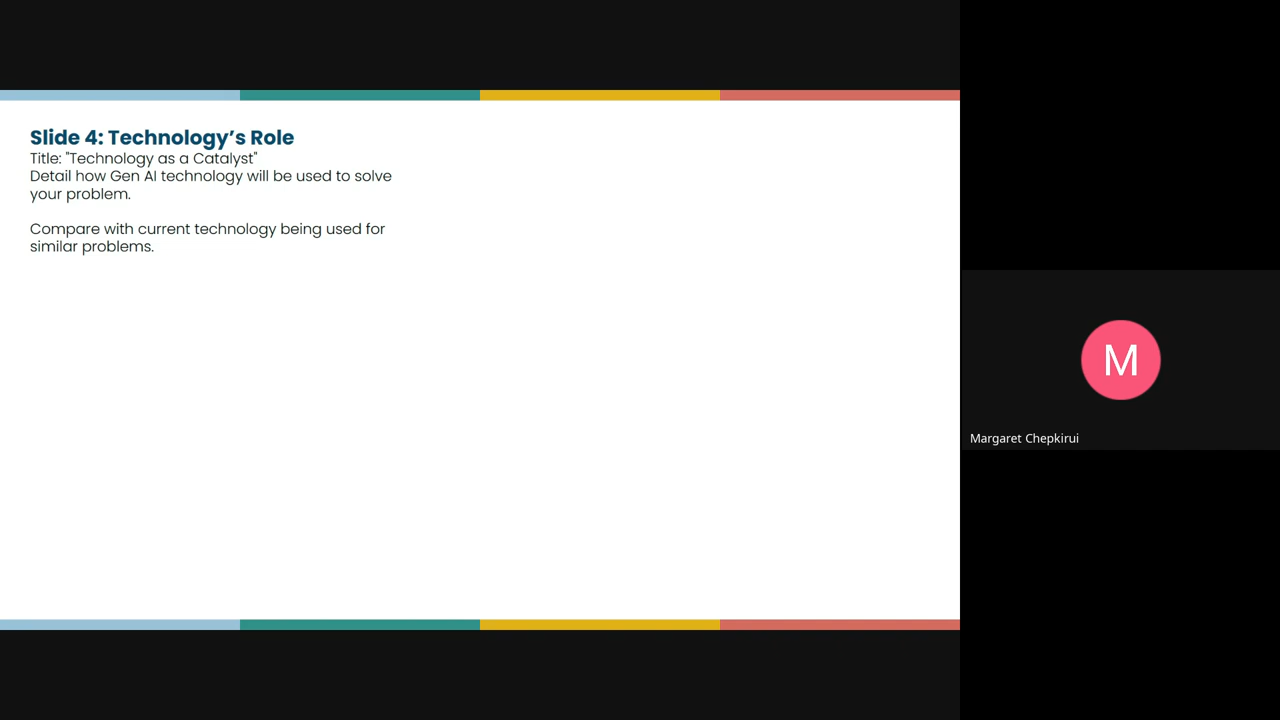 Slide 4: Technology’s Role
Title: "Technology as a Catalyst"
Detail how Gen AI technology will be used to solve
your problem.
Compare with current technology being used for
similar problems.
M
Margaret Chepkirui